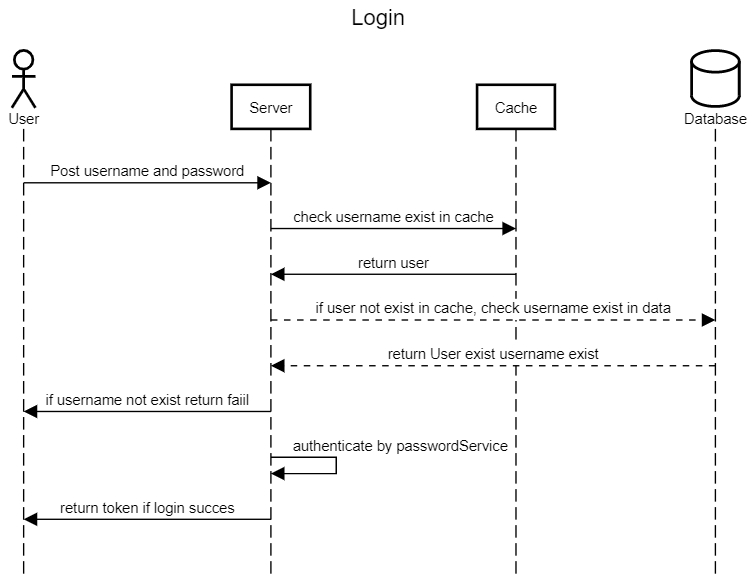 Login
User
Server
Cache
Database
Post username and password
check username exist in cache
return user
if user not exist in cache, check username exist in data
return User exist username exist
if username not exist return faiil
authenticate by passwordService
return token if login succes